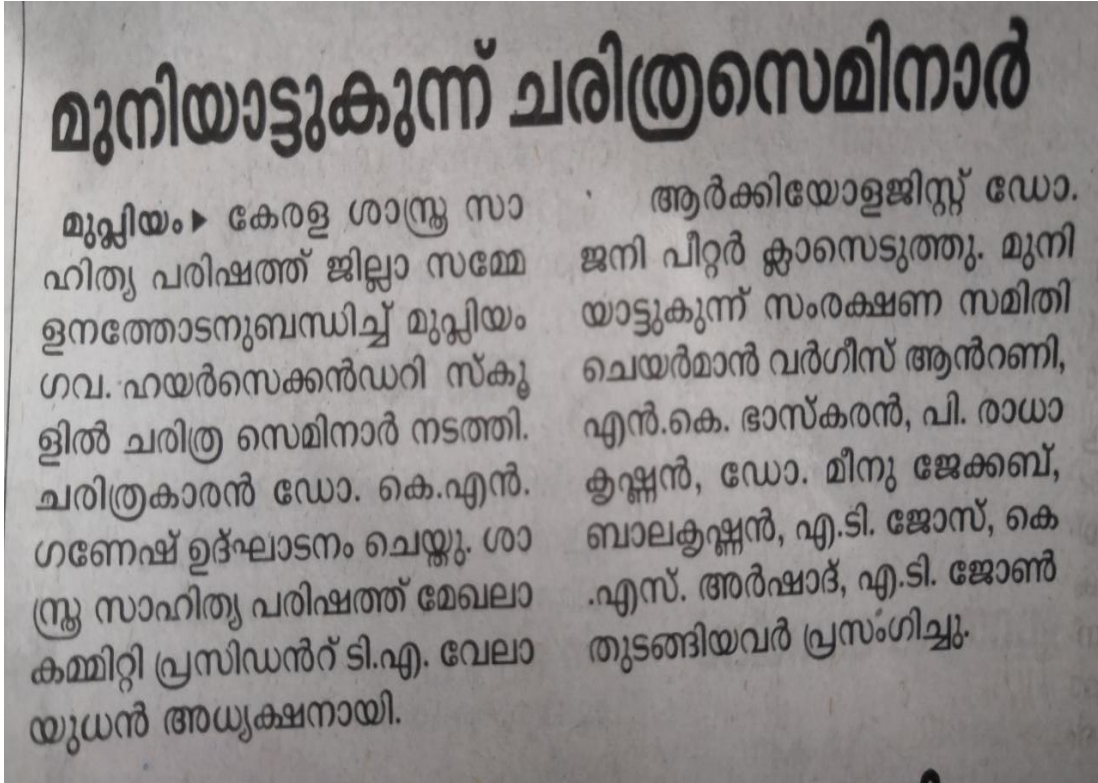 മുനിയാട്ടുകുന്ന് ചരിത്രസെമിനാർ
മുപ്ലിയം▶ കേരള ശാസ്ത്ര സാ
ഹിത്യ പരിഷത്ത് ജില്ലാ സമ്മേ
ളനത്തോടനുബന്ധിച്ച് മുപ്ലിയം
ഗവ. ഹയർസെക്കൻഡറി സ്കൂ
ളിൽ ചരിത്ര സെമിനാർ നടത്തി.
ചരിത്രകാരൻ ഡോ. കെ.എൻ.
ഗണേഷ് ഉദ്ഘാടനം ചെയ്തു. ശാ
സ്ത്ര സാഹിത്യ പരിഷത്ത് മേഖലാ
കമ്മിറ്റി പ്രസിഡൻറ് ടി.എ. വേലാ
യുധൻ അധ്യക്ഷനായി.
ആർക്കിയോളജിസ്റ്റ് ഡോ.
ജനി പീറ്റർ ക്ലാസെടുത്തു. മുനി
യാട്ടുകുന്ന് സംരക്ഷണ സമിതി
ചെയർമാൻ വർഗീസ് ആൻറണി,
എൻ.കെ. ഭാസ്കരൻ, പി. രാധാ
കൃഷ്ണൻ, ഡോ. മീനു ജേക്കബ്,
ബാലകൃഷ്ണൻ, എ.ടി. ജോസ്, കെ
.എസ്. അർഷാദ്, എ.ടി. ജോൺ
തുടങ്ങിയവർ പ്രസംഗിച്ചു.